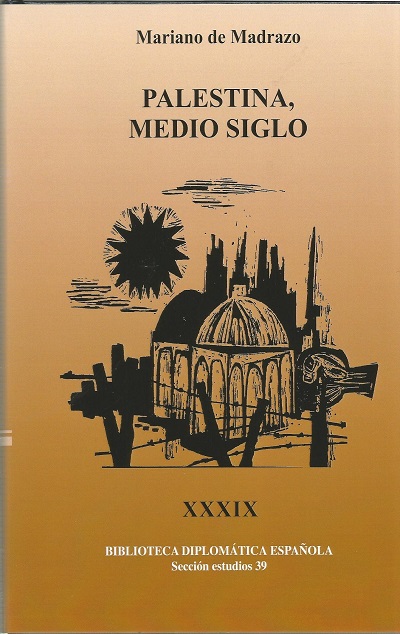 Mariano de Madrazo
PALESTINA,
MEDIO SIGLO
XXXIX
BIBLIOTECA DIPLOMÁTICA ESPAÑOLA
Sección estudios 39